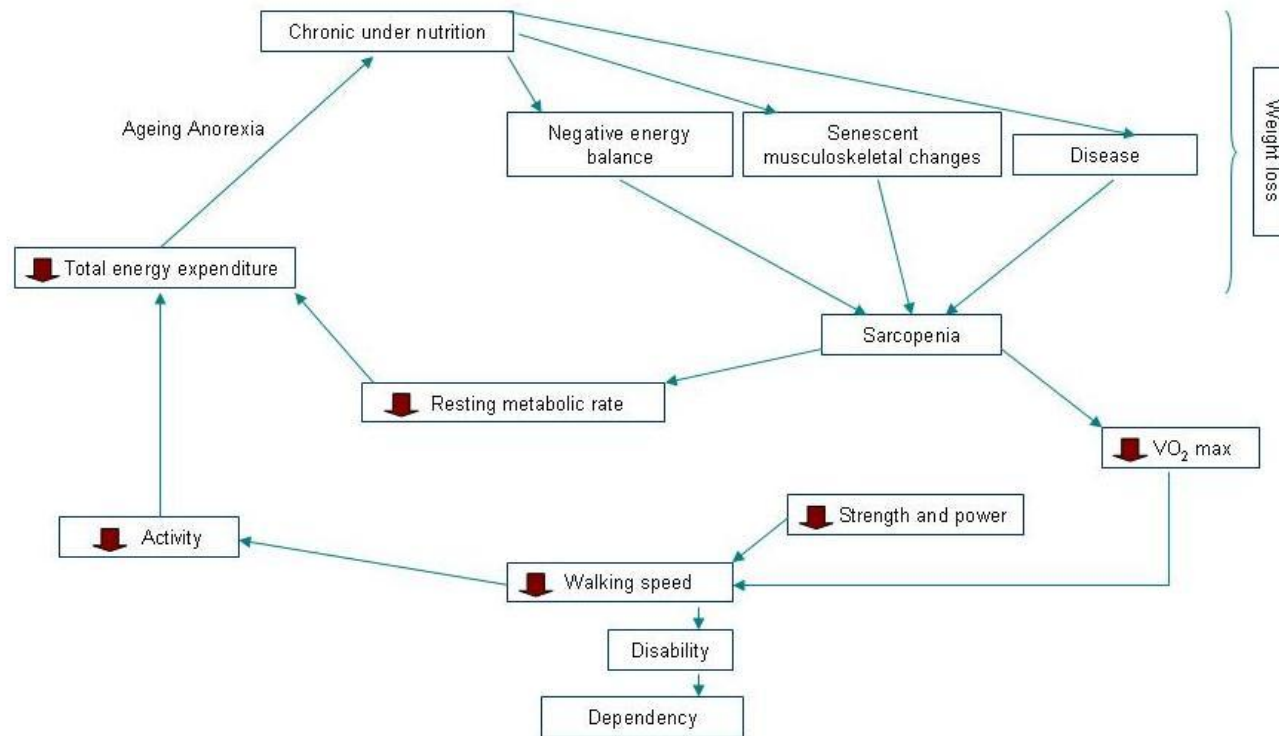 Chronic under nutrition
Ageing Anorexia
Negative energy
balance
Senescent
musculoskeletal changes
Disease
Weight loss
Total energy expenditure
Sarcopenia
Resting metabolic rate
VO₂ max
Strength and power
Activity
Walking speed
Disability
Dependency